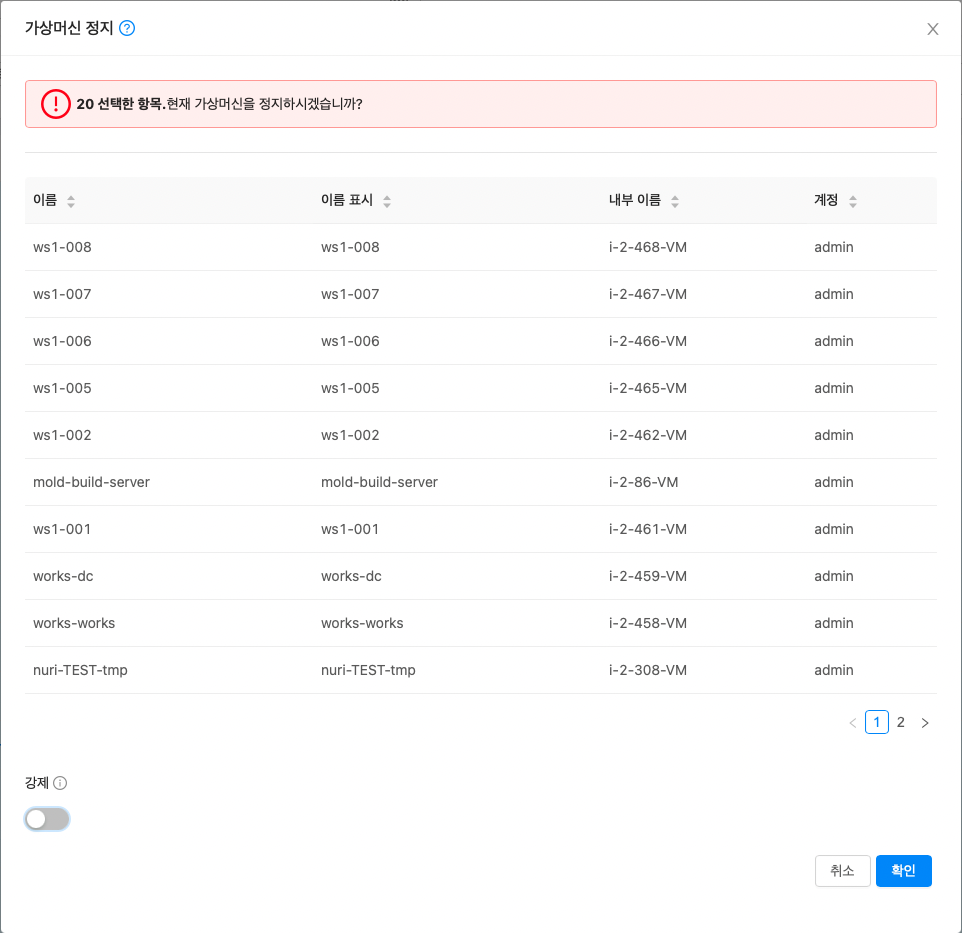 가상머신 정지
20 선택한 항목.현재 가상머신을 정지하시겠습니까?
이름 이름 표시 내부 이름 계정
ws1-008 ws1-008 i-2-468-VM admin
ws1-007 ws1-007 i-2-467-VM admin
ws1-006 ws1-006 i-2-466-VM admin
ws1-005 ws1-005 i-2-465-VM admin
ws1-002 ws1-002 i-2-462-VM admin
mold-build-server mold-build-server i-2-86-VM admin
ws1-001 ws1-001 i-2-461-VM admin
works-dc works-dc i-2-459-VM admin
works-works works-works i-2-458-VM admin
nuri-TEST-tmp nuri-TEST-tmp i-2-308-VM admin
< 1 2 >
강제
취소 확인